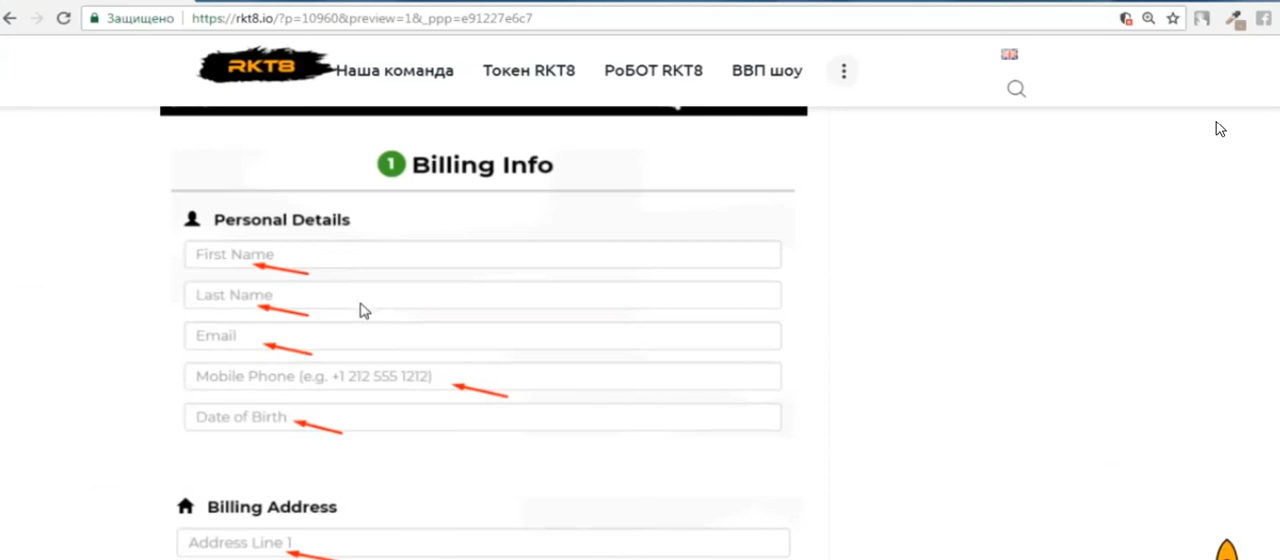 Защищено https://rkt8.io/?p=10960&preview=1&_ppp=e91227e6c7
RKT8 Наша команда Токен RKT8 РоБОТ RKT8 ВВП шоу
1 Billing Info
Personal Details
First Name
Last Name
Email
Mobile Phone (e.g. +1 212 555 1212)
Date of Birth
Billing Address
Address Line 1